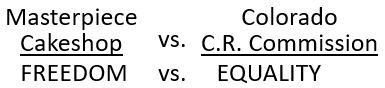 Masterpiece Colorado
Cakeshop vs. C.R. Commission
FREEDOM vs. EQUALITY